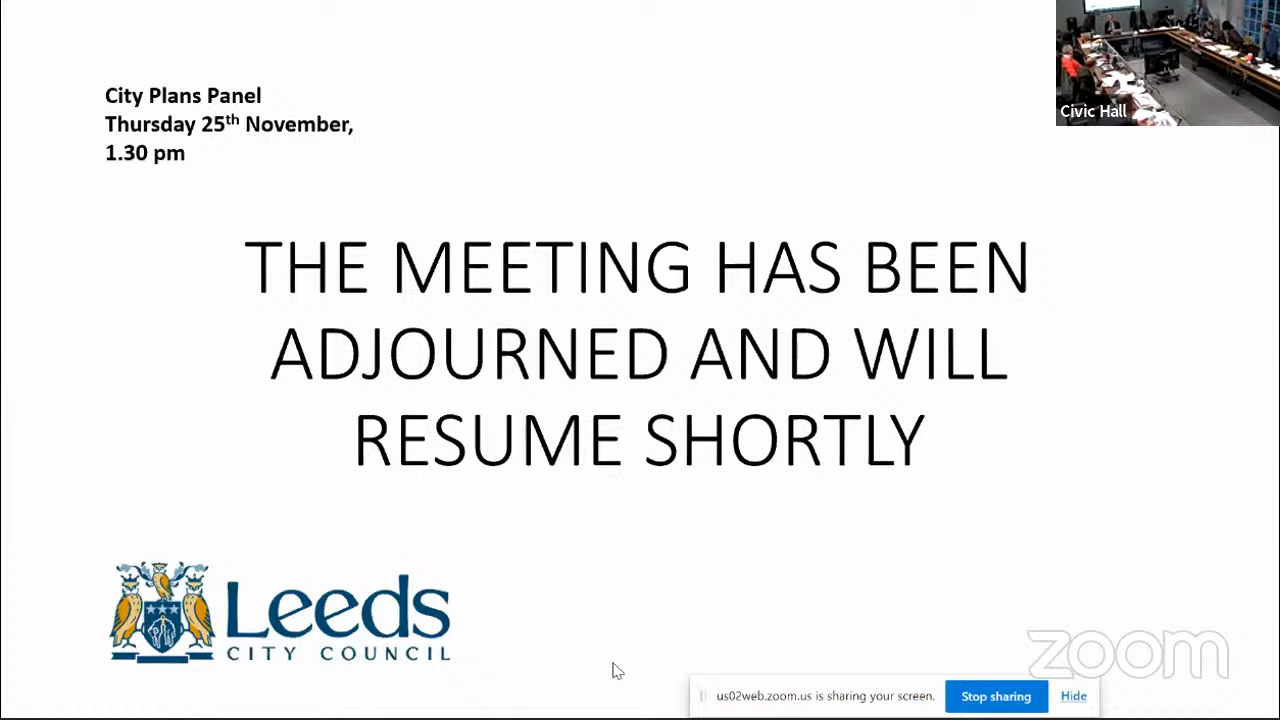 City Plans Panel
Thursday 25th November,
1.30 pm
Civic Hall
THE MEETING HAS BEEN
ADJOURNED AND WILL
RESUME SHORTLY
Leeds
CITY COUNCIL
zoom
us02web.zoom.us is sharing your screen.
Stop sharing
Hide